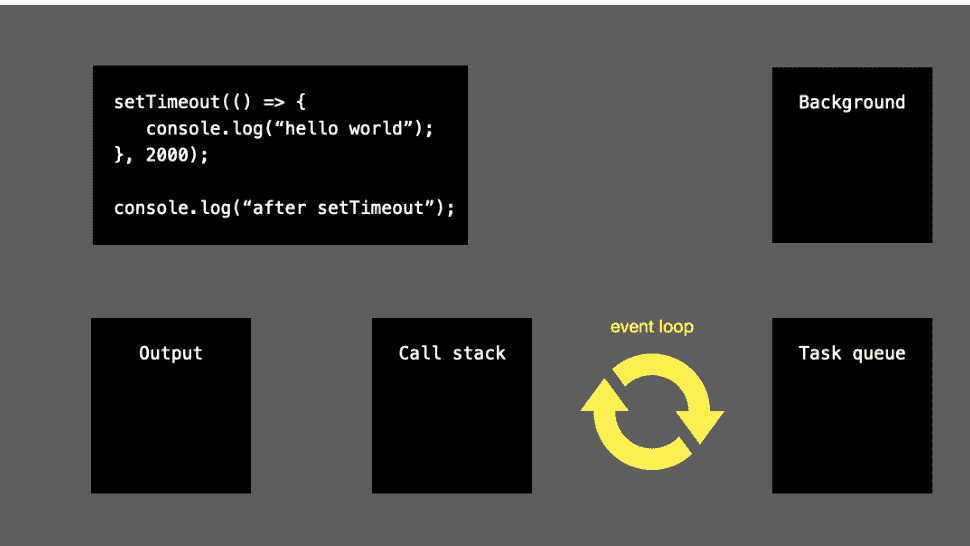 setTimeout(() => {
   console.log(“hello world”);
}, 2000);
console.log(“after setTimeout”);
Background
Output
Call stack
event loop
Task queue